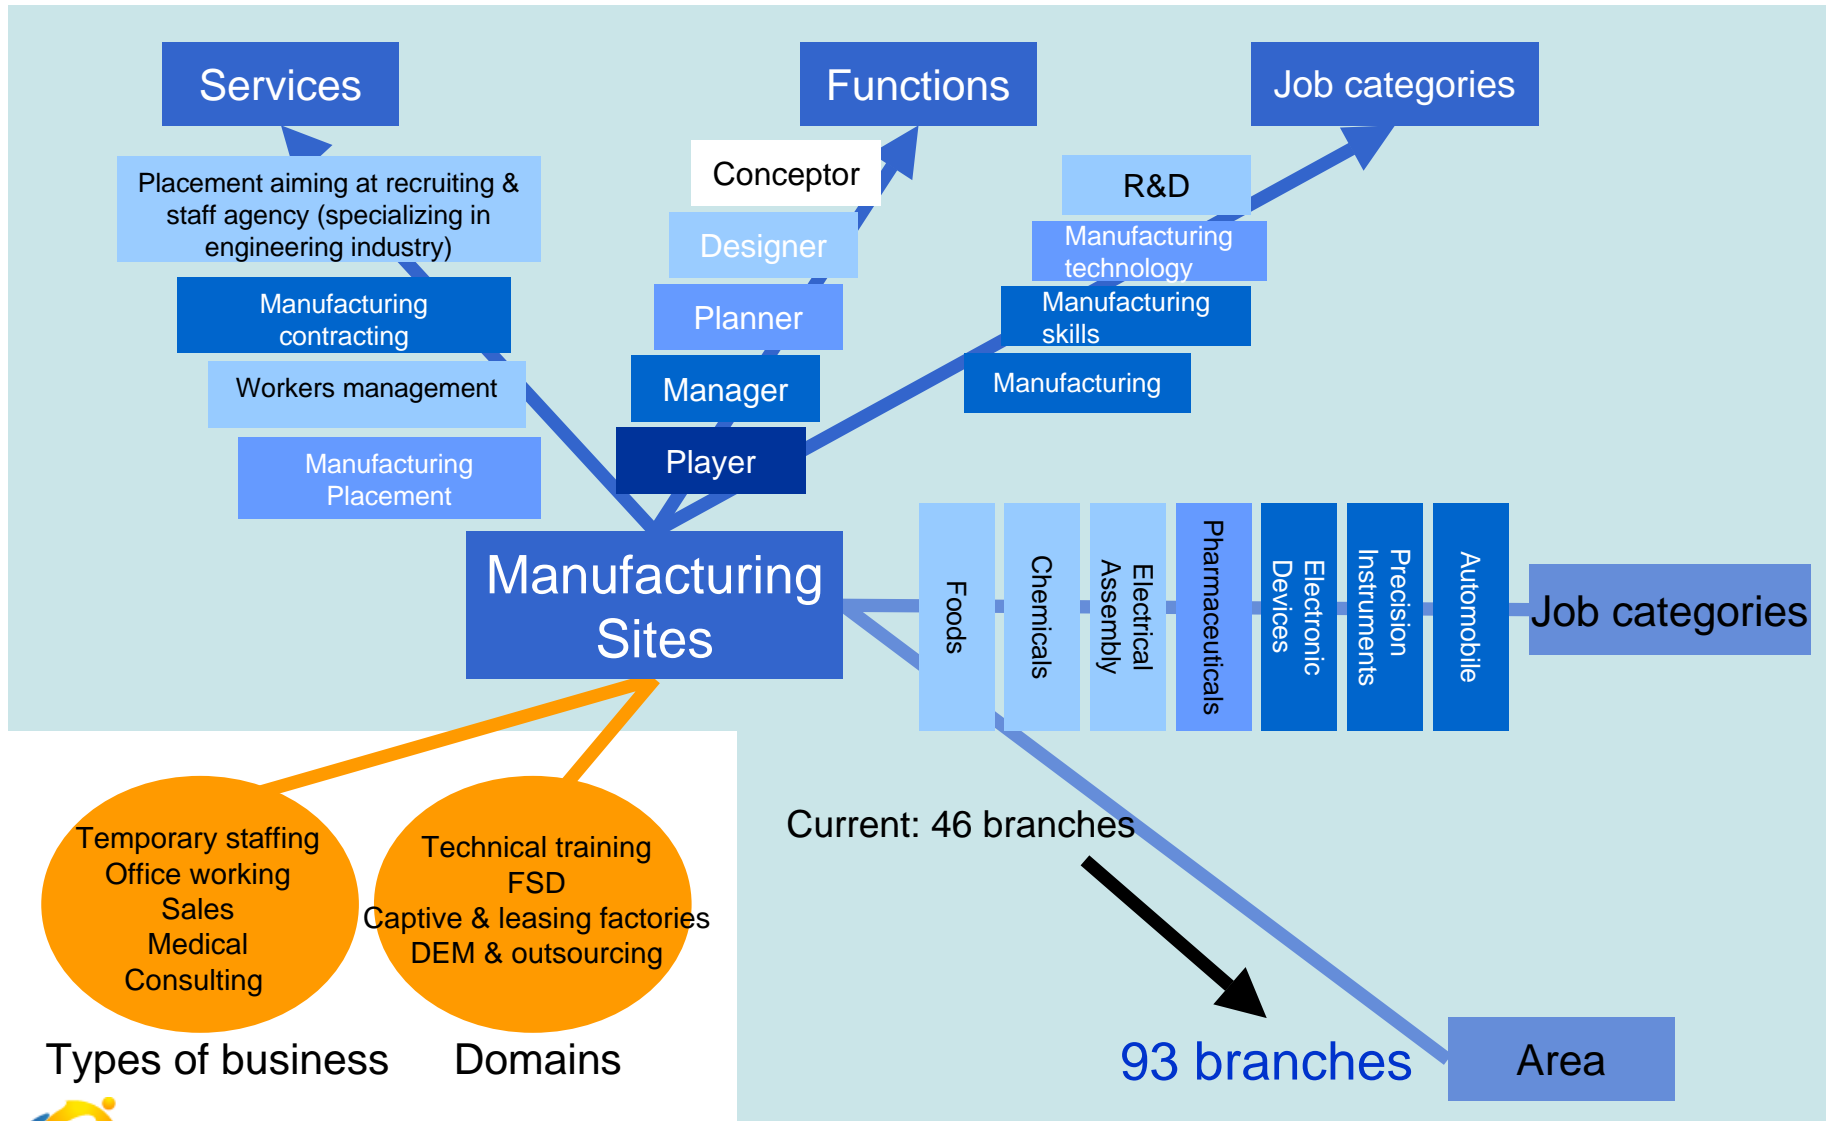 Services
Functions
Job categories
Placement aiming at recruiting &
staff agency (specializing in
engineering industry)
Manufacturing
contracting
Workers management
Manufacturing
Placement
Conceptor
Designer
Planner
Manager
Player
R&D
Manufacturing
technology
Manufacturing
skills
Manufacturing
Manufacturing
Sites
Foods
Chemicals
Electrical
Assembly
Pharmaceuticals
Electronic
Devices
Precision
Instruments
Automobile
Job categories
Temporary staffing
Office working
Sales
Medical
Consulting
Types of business
Technical training
FSD
Captive & leasing factories
DEM & outsourcing
Domains
Current: 46 branches
93 branches
Area